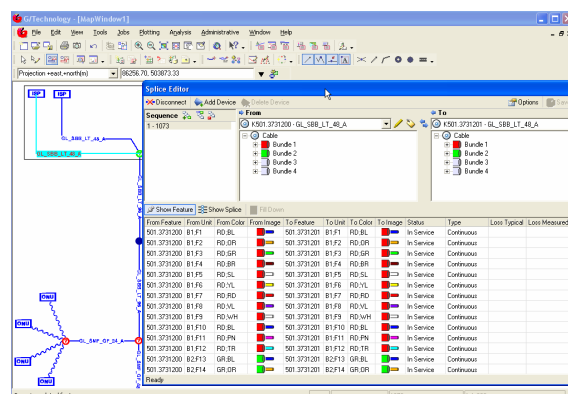 G/Technology - [MapWindow1]
File Edit View Tools Jobs Plotting Analysis Administrative Window Help
Projection +east,+north(m) 86256.70, 503873.33
ISP ISP
GL_SBB_LT_48_A
GL_SBB_LT_48_A
ONU
ONU
ONU
ONU
GL_SMF_GF_24_A
Splice Editor
Disconnect Add Device Delete Device Options Save
Sequence From To
1 - 1073 K501.3731200 - GL_SBB_LT_48_A K501.3731201 - GL_SBB_LT_48_A
Cable Cable
Bundle 1 Bundle 1
Bundle 2 Bundle 2
Bundle 3 Bundle 3
Bundle 4 Bundle 4
Show Feature Show Splice Fill Down
From Feature From Unit From Color From Image To Feature To Unit To Color To Image Status Type Loss Typical Loss Measured
501.3731200 B1;F1 RD;BL 501.3731201 B1;F1 RD;BL In Service Continuous
501.3731200 B1;F2 RD;OR 501.3731201 B1;F2 RD;OR In Service Continuous
501.3731200 B1;F3 RD;GR 501.3731201 B1;F3 RD;GR In Service Continuous
501.3731200 B1;F4 RD;BR 501.3731201 B1;F4 RD;BR In Service Continuous
501.3731200 B1;F5 RD;SL 501.3731201 B1;F5 RD;SL In Service Continuous
501.3731200 B1;F6 RD;YL 501.3731201 B1;F6 RD;YL In Service Continuous
501.3731200 B1;F7 RD;RD 501.3731201 B1;F7 RD;RD In Service Continuous
501.3731200 B1;F8 RD;VL 501.3731201 B1;F8 RD;VL In Service Continuous
501.3731200 B1;F9 RD;WH 501.3731201 B1;F9 RD;WH In Service Continuous
501.3731200 B1;F10 RD;BL 501.3731201 B1;F10 RD;BL In Service Continuous
501.3731200 B1;F11 RD;PN 501.3731201 B1;F11 RD;PN In Service Continuous
501.3731200 B1;F12 RD;TR 501.3731201 B1;F12 RD;TR In Service Continuous
501.3731200 B2;F13 GR;BL 501.3731201 B2;F13 GR;BL In Service Continuous
501.3731200 B2;F14 GR;OR 501.3731201 B2;F14 GR;OR In Service Continuous
Ready